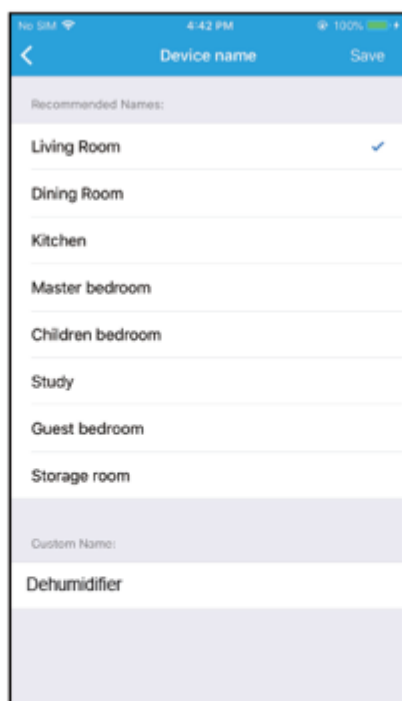 No SIM 4:42 PM 100%
Device name Save
Recommended Names:
Living Room
Dining Room
Kitchen
Master bedroom
Children bedroom
Study
Guest bedroom
Storage room
Custom Name:
Dehumidifier